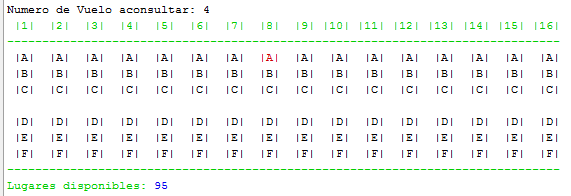 Numero de Vuelo aconsultar: 4
|1| |2| |3| |4| |5| |6| |7| |8| |9| |10| |11| |12| |13| |14| |15| |16|
|A| |A| |A| |A| |A| |A| |A| |A| |A| |A| |A| |A| |A| |A| |A| |A|
|B| |B| |B| |B| |B| |B| |B| |B| |B| |B| |B| |B| |B| |B| |B| |B|
|C| |C| |C| |C| |C| |C| |C| |C| |C| |C| |C| |C| |C| |C| |C| |C|
|D| |D| |D| |D| |D| |D| |D| |D| |D| |D| |D| |D| |D| |D| |D| |D|
|E| |E| |E| |E| |E| |E| |E| |E| |E| |E| |E| |E| |E| |E| |E| |E|
|F| |F| |F| |F| |F| |F| |F| |F| |F| |F| |F| |F| |F| |F| |F| |F|
Lugares disponibles: 95